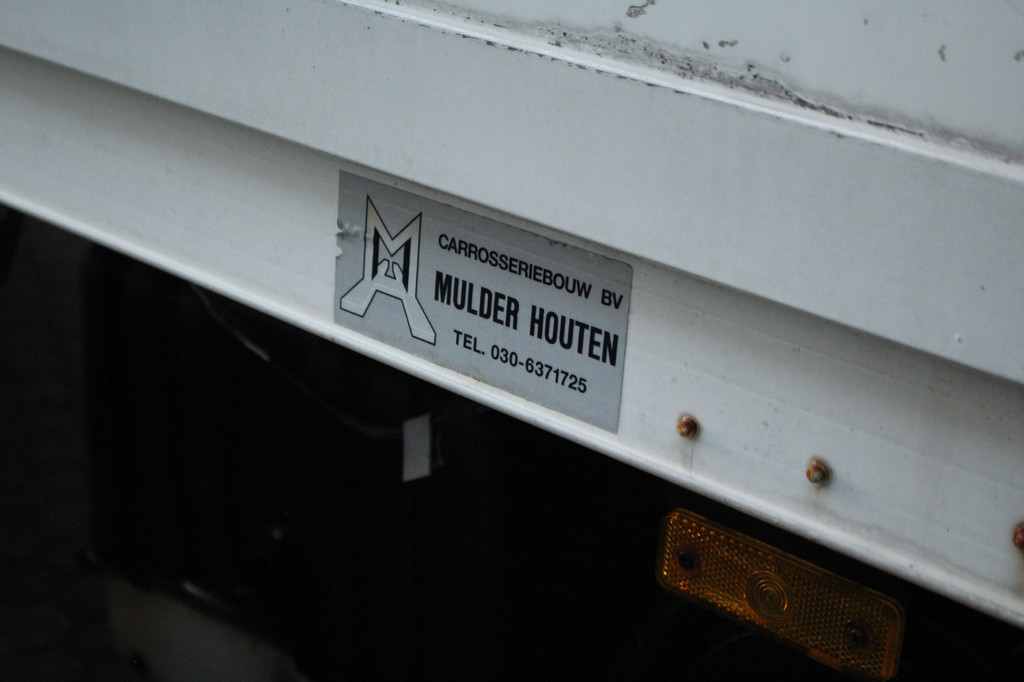 CARROSSERIEBOUW BV
MULDER HOUTEN
TEL. 030-6371725